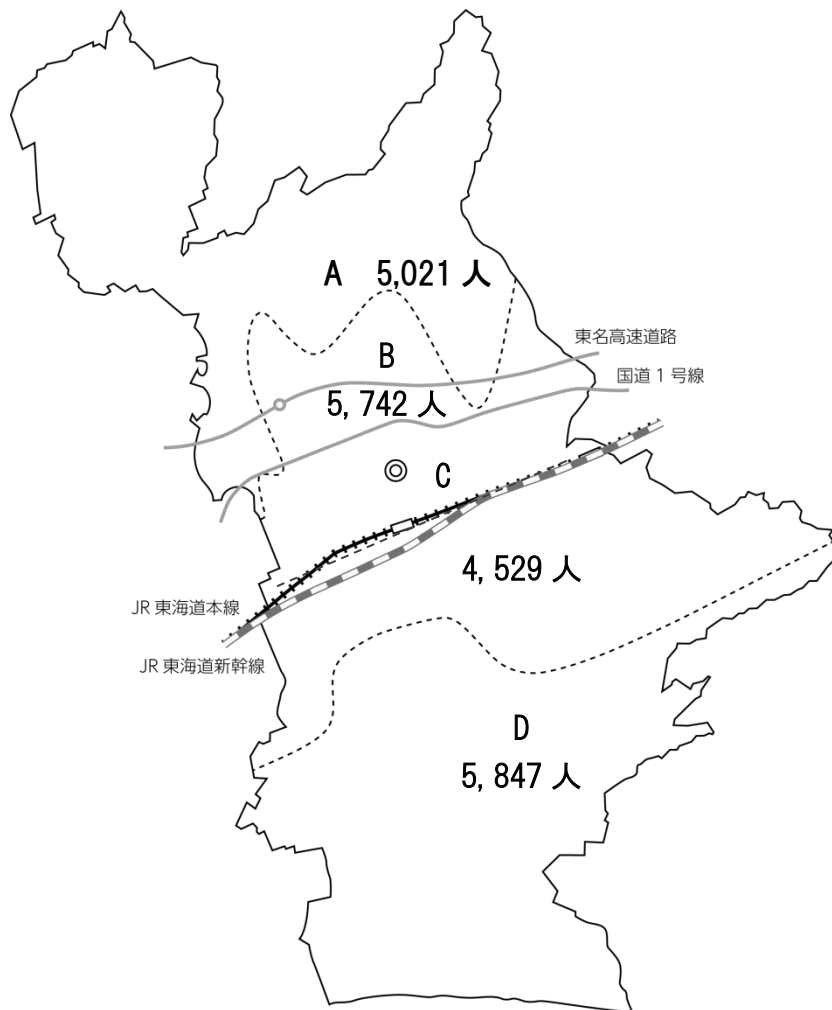 A 5,021 人
東名高速道路
B
国道1号線
5,742 人
C
4,529 人
JR 東海道本線
JR 東海道新幹線
D
5,847 人